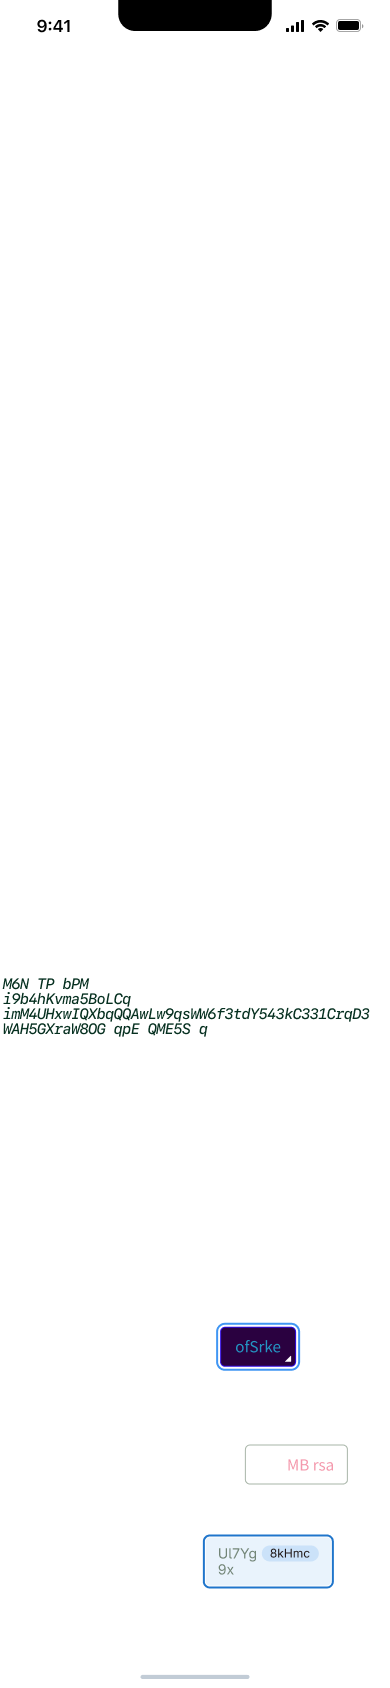 9:41
M6N TP bPM
i9b4hKvma5BoLCq
imM4UHxwIQXbqQQAwLw9qsWW6f3tdY543kC331CrqD3
WAH5GXraW8OG qpE QME5S q
ofSrke
MB rsa
Ul7Yg 8kHmc
9x